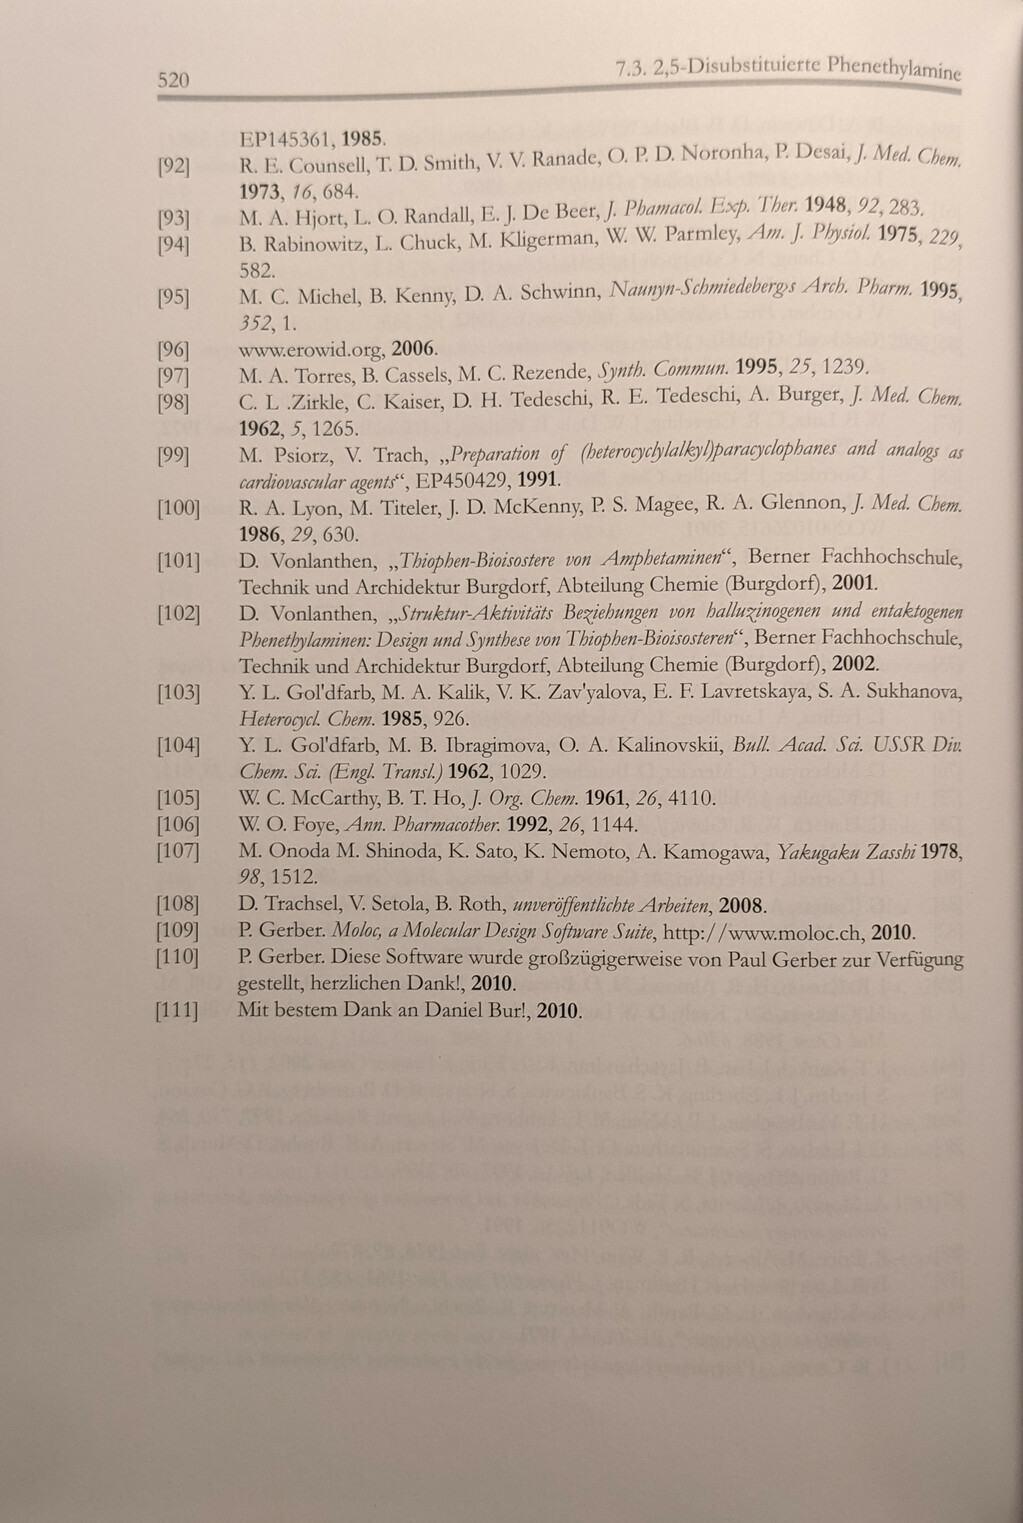 520
7.3. 2,5-Disubstituierte Phenethylamine
EP145361, 1985.
[92] R. E. Counsell, T. D. Smith, V. V. Ranade, O. P. D. Noronha, P. Desai, J. Med. Chem.
1973, 16, 684.
[93] M. A. Hjort, L. O. Randall, E. J. De Beer, J. Phamacol. Exp. Ther. 1948, 92, 283.
[94] B. Rabinowitz, L. Chuck, M. Kligerman, W. W. Parmley, Am. J. Physiol. 1975, 229,
582.
[95] M. C. Michel, B. Kenny, D. A. Schwinn, Naunyn-Schmiedebergs Arch. Pharm. 1995,
352, 1.
[96] www.erowid.org, 2006.
[97] M. A. Torres, B. Cassels, M. C. Rezende, Synth. Commun. 1995, 25, 1239.
[98] C. L .Zirkle, C. Kaiser, D. H. Tedeschi, R. E. Tedeschi, A. Burger, J. Med. Chem.
1962, 5, 1265.
[99] M. Psiorz, V. Trach, „Preparation of (heterocyclylalkyl)paracyclophanes and analogs as
cardiovascular agents“, EP450429, 1991.
[100] R. A. Lyon, M. Titeler, J. D. McKenny, P. S. Magee, R. A. Glennon, J. Med. Chem.
1986, 29, 630.
[101] D. Vonlanthen, „Thiophen-Bioisostere von Amphetaminen“, Berner Fachhochschule,
Technik und Archidektur Burgdorf, Abteilung Chemie (Burgdorf), 2001.
[102] D. Vonlanthen, „Struktur-Aktivitäts Beziehungen von halluzinogenen und entaktogenen
Phenethylaminen: Design und Synthese von Thiophen-Bioisosteren“, Berner Fachhochschule,
Technik und Archidektur Burgdorf, Abteilung Chemie (Burgdorf), 2002.
[103] Y. L. Gol'dfarb, M. A. Kalik, V. K. Zav'yalova, E. F. Lavretskaya, S. A. Sukhanova,
Heterocycl. Chem. 1985, 926.
[104] Y. L. Gol'dfarb, M. B. Ibragimova, O. A. Kalinovskii, Bull. Acad. Sci. USSR Div.
Chem. Sci. (Engl. Transl.) 1962, 1029.
[105] W. C. McCarthy, B. T. Ho, J. Org. Chem. 1961, 26, 4110.
[106] W. O. Foye, Ann. Pharmacother. 1992, 26, 1144.
[107] M. Onoda M. Shinoda, K. Sato, K. Nemoto, A. Kamogawa, Yakugaku Zasshi 1978,
98, 1512.
[108] D. Trachsel, V. Setola, B. Roth, unveröffentlichte Arbeiten, 2008.
[109] P. Gerber. Moloc, a Molecular Design Software Suite, http://www.moloc.ch, 2010.
[110] P. Gerber. Diese Software wurde großzügigerweise von Paul Gerber zur Verfügung
gestellt, herzlichen Dank!, 2010.
[111] Mit bestem Dank an Daniel Bur!, 2010.